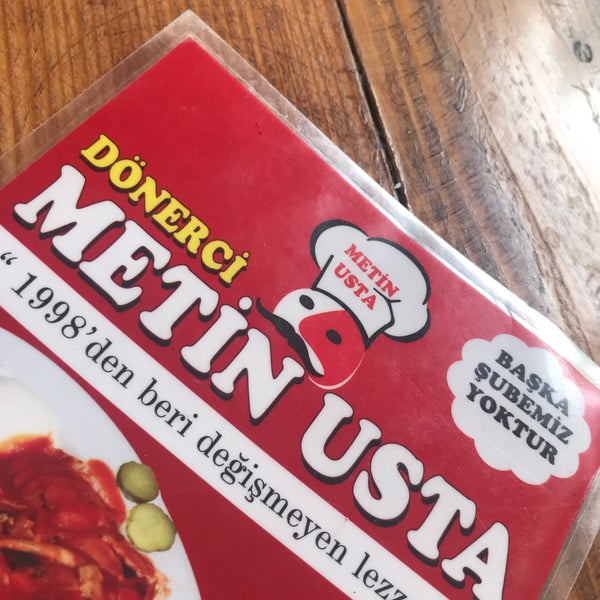 DÖNERCİ
METİN USTA
METİN
USTA
BAŞKA
ŞUBEMİZ
YOKTUR
“ 1998’den beri değişmeyen